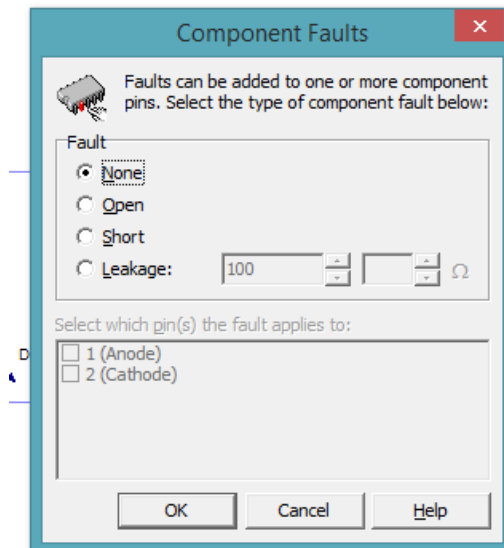 Component Faults
x
Faults can be added to one or more component
pins. Select the type of component fault below:
Fault
None
Open
Short
Leakage:
100
Ω
Select which pin(s) the fault applies to:
D
1 (Anode)
2 (Cathode)
OK
Cancel
Help